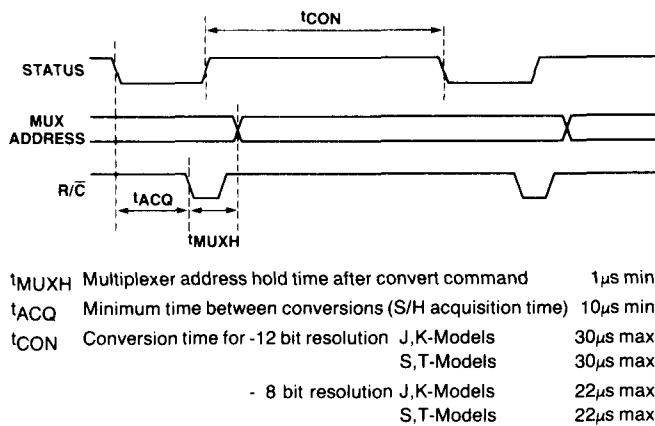 tCON
STATUS
MUX
ADDRESS
R/C̅
tACQ
tMUXH
tMUXH Multiplexer address hold time after convert command 1µs min
tACQ Minimum time between conversions (S/H acquisition time) 10µs min
tCON Conversion time for -12 bit resolution J,K-Models 30µs max
S,T-Models 30µs max
- 8 bit resolution J,K-Models 22µs max
S,T-Models 22µs max